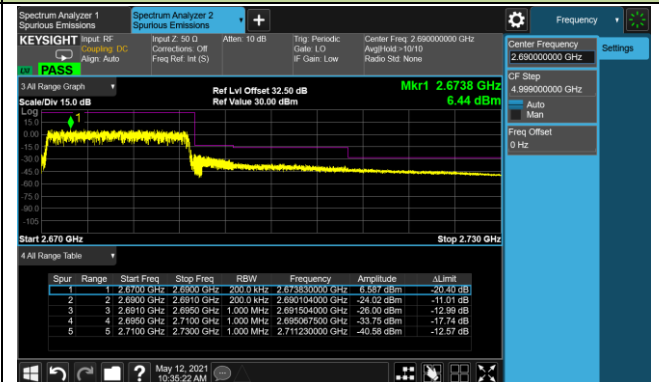 Spectrum Analyzer 1
Spurious Emissions
Spectrum Analyzer 2
Spurious Emissions
Frequency
KEYSIGHT
Input: RF
Coupling: DC
Align: Auto
Input Z: 50 Ω
Corrections: Off
Freq Ref: Int (S)
Atten: 10 dB
Trig: Periodic
Gate: LO
IF Gain: Low
Center Freq: 2.690000000 GHz
Avg|Hold:>10/10
Radio Std: None
PASS
Center Frequency
2.690000000 GHz
Settings
CF Step
4.999000000 GHz
Auto
Man
Freq Offset
0 Hz
3 All Range Graph
Scale/Div 15.0 dB
Ref Lvl Offset 32.50 dB
Ref Value 30.00 dBm
Mkr1 2.6738 GHz
6.44 dBm
Log
15.0
0.00
-15.0
-30.0
-45.0
-60.0
-75.0
-90.0
-105
1
Start 2.670 GHz
Stop 2.730 GHz
4 All Range Table
Spur Range Start Freq Stop Freq RBW Frequency Amplitude ΔLimit
1 1 2.6700 GHz 2.6900 GHz 200.0 kHz 2.673830000 GHz 6.587 dBm -20.40 dB
2 2 2.6900 GHz 2.6910 GHz 200.0 kHz 2.690104000 GHz -24.02 dBm -11.01 dB
3 3 2.6910 GHz 2.6950 GHz 1.000 MHz 2.691504000 GHz -26.00 dBm -12.99 dB
4 4 2.6950 GHz 2.7100 GHz 1.000 MHz 2.695067500 GHz -33.75 dBm -17.74 dB
5 5 2.7100 GHz 2.7300 GHz 1.000 MHz 2.711230000 GHz -40.58 dBm -12.57 dB
May 12, 2021
10:35:22 AM